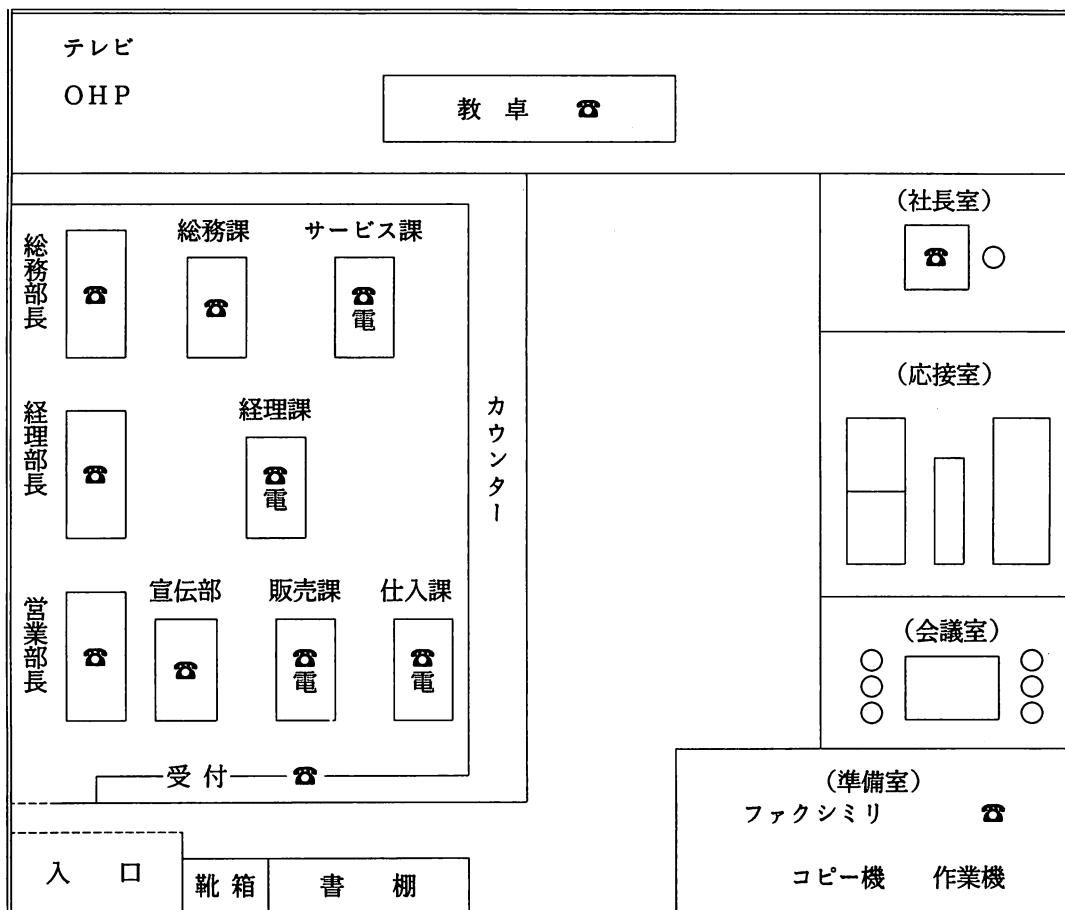 テレビ
OHP
教卓 ☎
総務部長
☎
総務課
☎
サービス課
☎
電
経理部長
☎
経理課
☎
電
営業部長
☎
宣伝部
☎
販売課
☎
電
仕入課
☎
電
カウンター
受付 ☎
入口
靴箱
書棚
(社長室)
☎
(応接室)
(会議室)
(準備室)
ファクシミリ ☎
コピー機 作業機